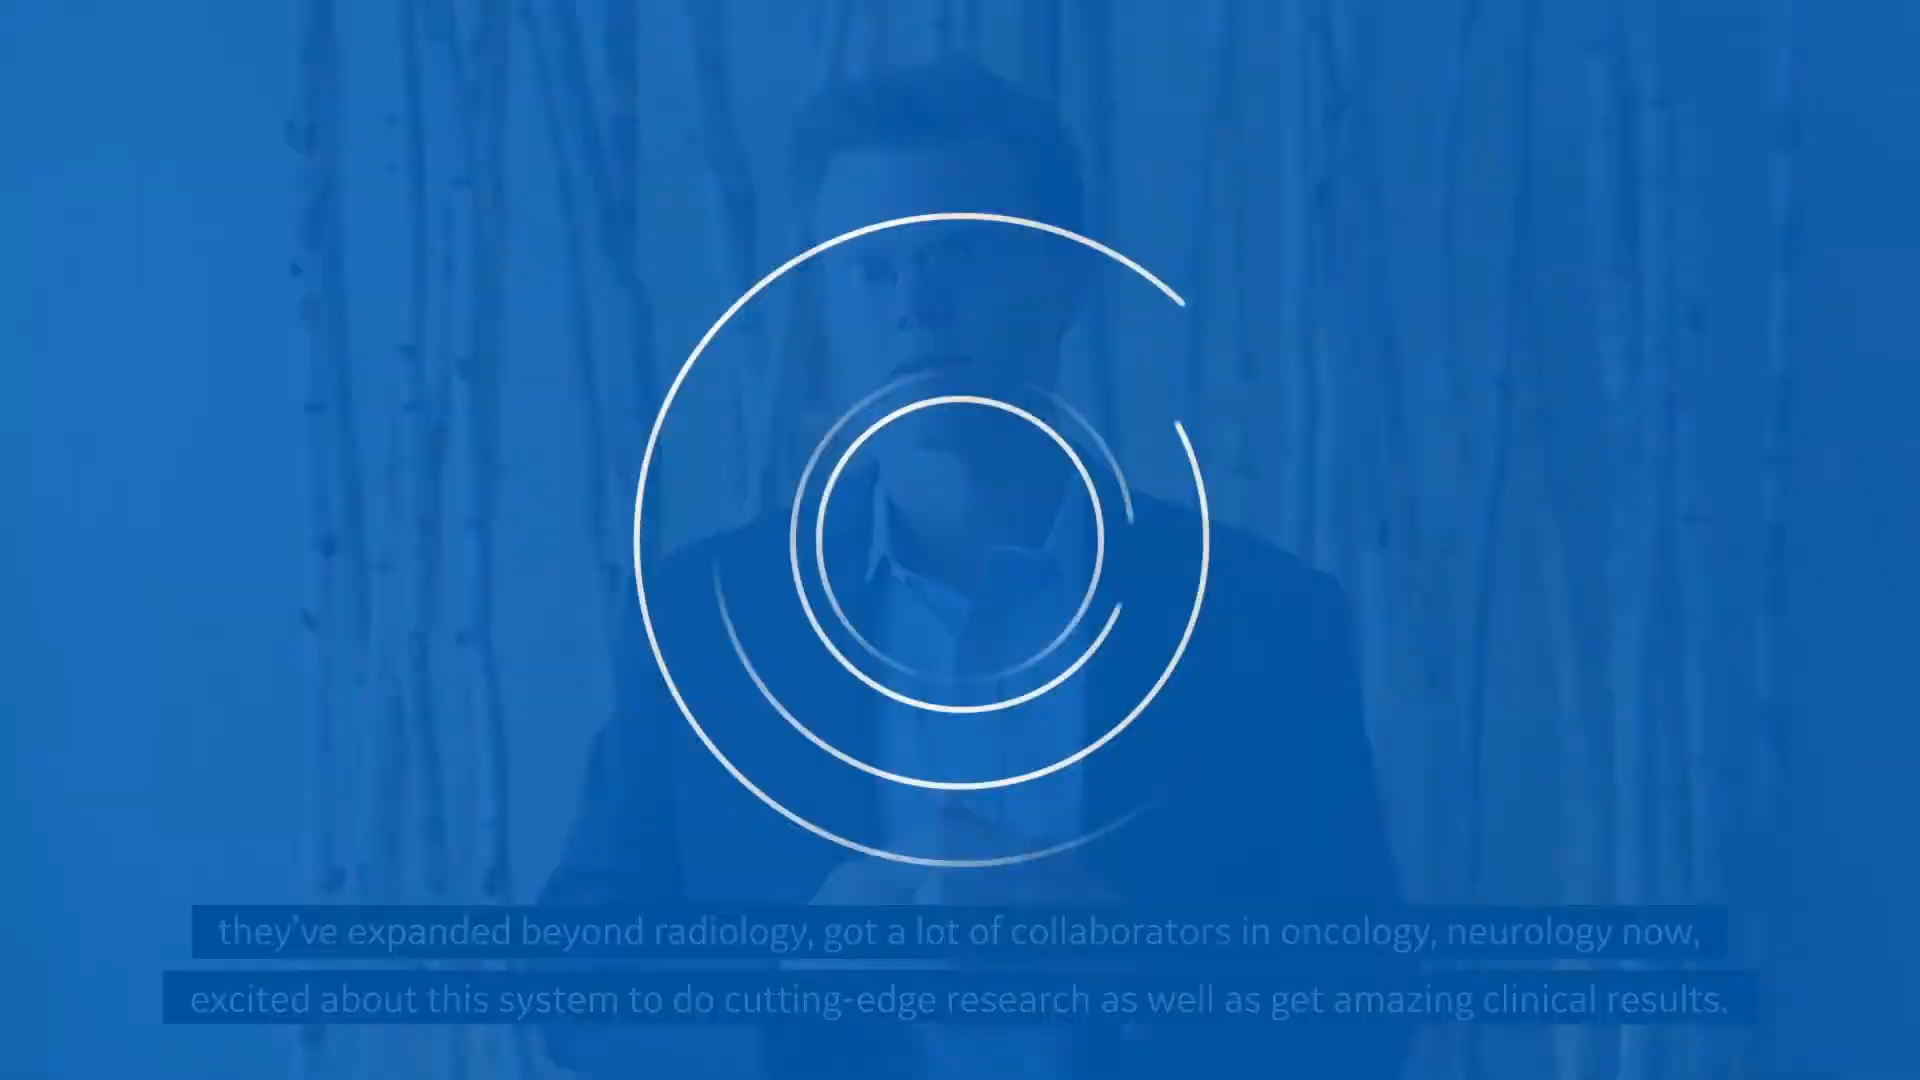 they've expanded beyond radiology, got a lot of collaborators in oncology, neurology now,
excited about this system to do cutting-edge research as well as get amazing clinical results.